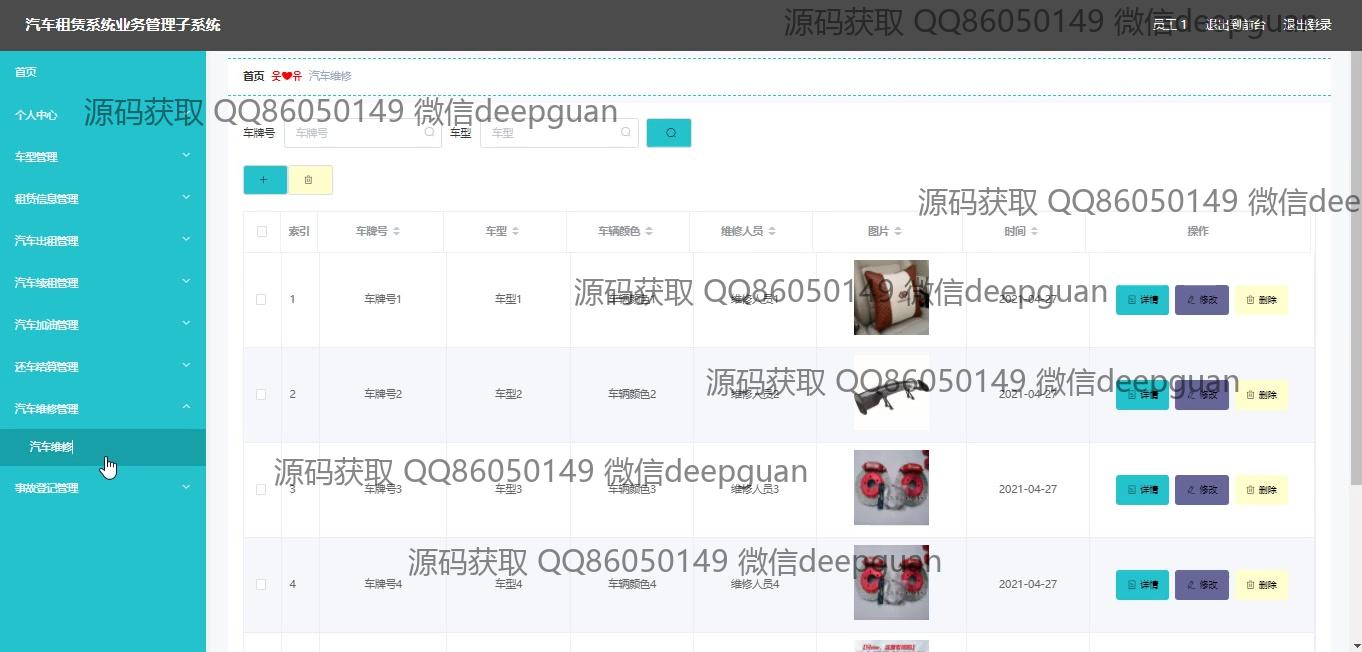 汽车租赁系统业务管理子系统
员工1 退出到前台 退出登录
源码获取 QQ86050149 微信deepguan
首页
个人中心
车型管理
租赁信息管理
汽车出租管理
汽车续租管理
汽车加油管理
还车结算管理
汽车维修管理
汽车维修
事故登记管理
首页 汽车维修
源码获取 QQ86050149 微信deepguan
车牌号 车牌号 车型 车型
源码获取 QQ86050149 微信dee
索引 车牌号 车型 车辆颜色 维修人员 图片 时间 操作
1 车牌号1 车型1 车辆颜色1 维修人员1 2021-04-27 详情 修改 删除
源码获取 QQ86050149 微信deepguan
2 车牌号2 车型2 车辆颜色2 维修人员2 2021-04-27 详情 修改 删除
源码获取 QQ86050149 微信deepguan
3 车牌号3 车型3 车辆颜色3 维修人员3 2021-04-27 详情 修改 删除
源码获取 QQ86050149 微信deepguan
4 车牌号4 车型4 车辆颜色4 维修人员4 2021-04-27 详情 修改 删除
源码获取 QQ86050149 微信deepguan